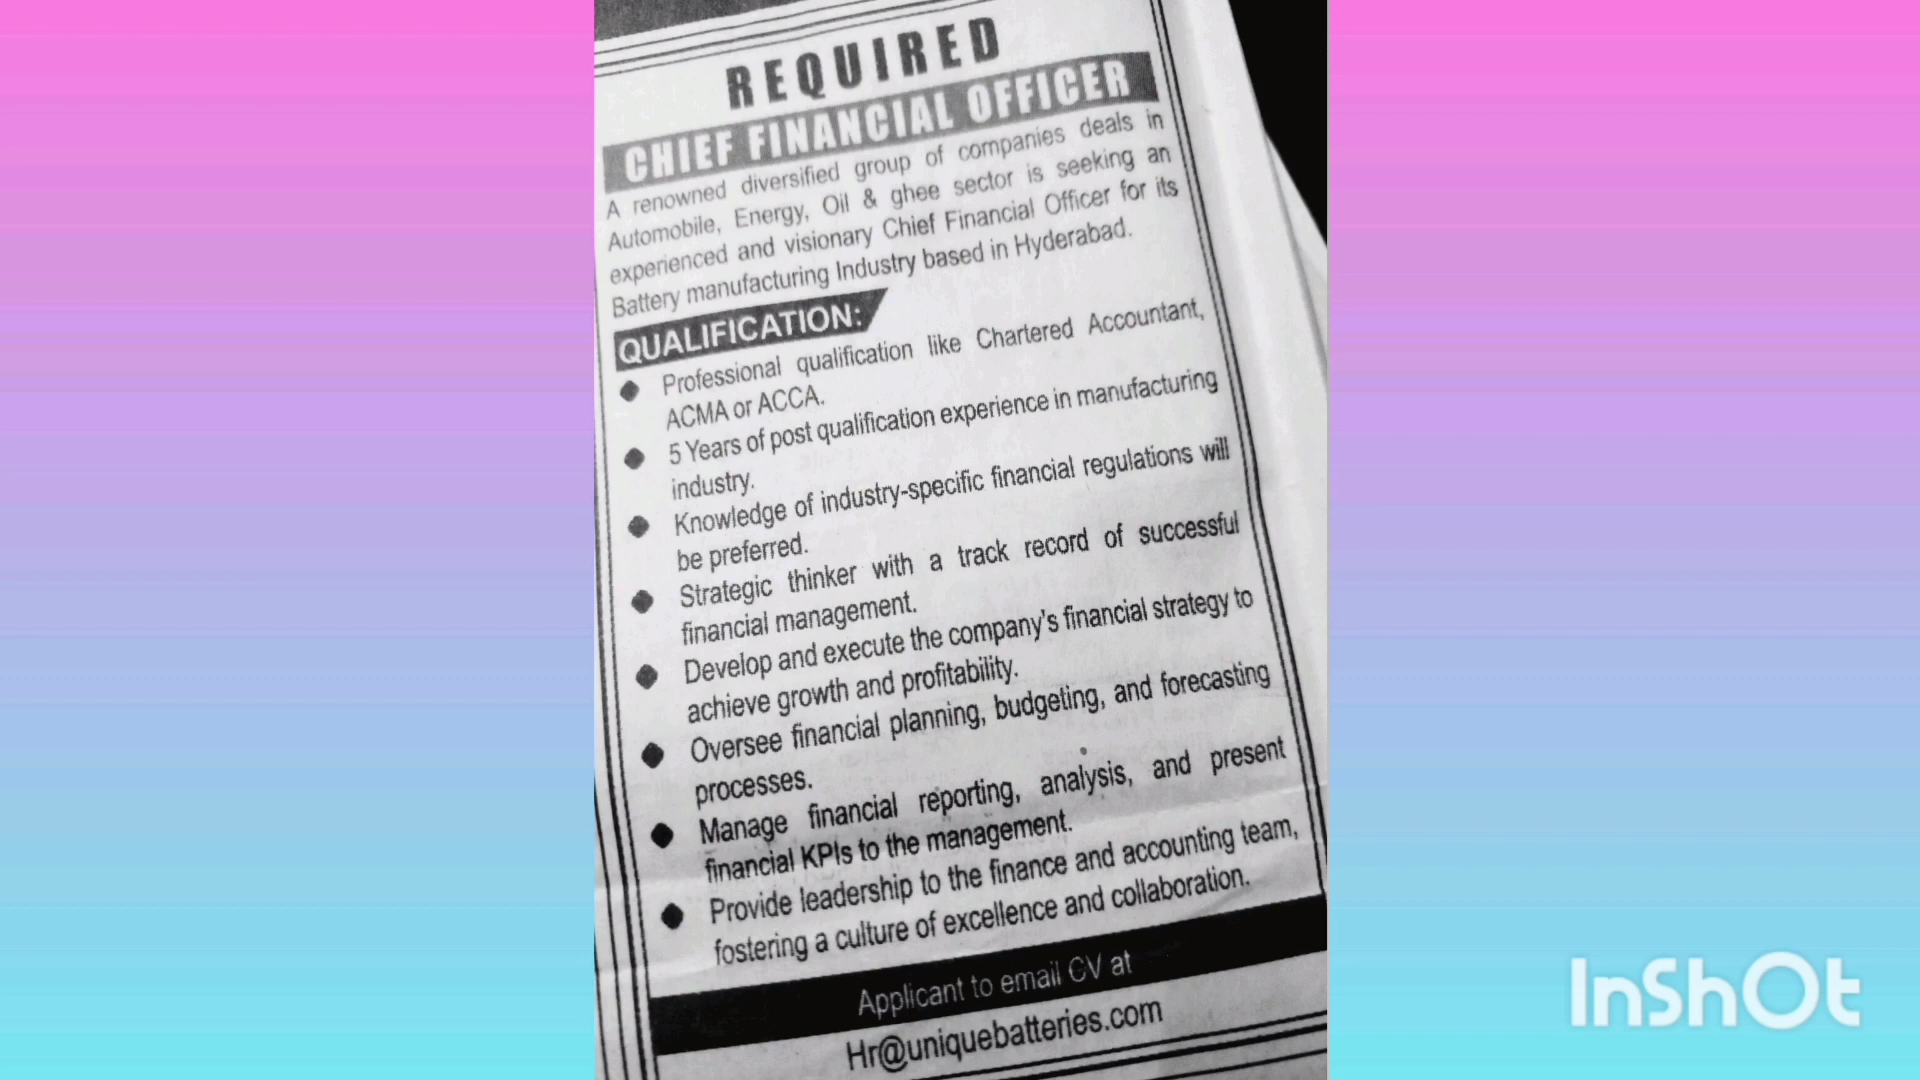 REQUIRED
CHIEF FINANCIAL OFFICER
A renowned diversified group of companies deals in
Automobile, Energy, Oil & ghee sector is seeking an
experienced and visionary Chief Financial Officer for its
Battery manufacturing Industry based in Hyderabad.
QUALIFICATION:
Professional qualification like Chartered Accountant,
ACMA or ACCA.
5 Years of post qualification experience in manufacturing
industry.
Knowledge of industry-specific financial regulations will
be preferred.
Strategic thinker with a track record of successful
financial management.
Develop and execute the company's financial strategy to
achieve growth and profitability.
Oversee financial planning, budgeting, and forecasting
processes.
Manage financial reporting, analysis, and present
financial KPIs to the management.
Provide leadership to the finance and accounting team,
fostering a culture of excellence and collaboration.
Applicant to email CV at
Hr@uniquebatteries.com
InShOt